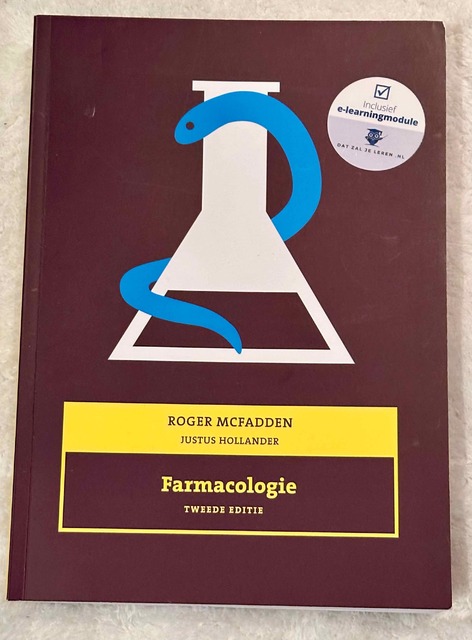 Inclusief
e-learningmodule
DAT ZAL JE LEREN .NL
ROGER MCFADDEN
JUSTUS HOLLANDER
Farmacologie
TWEEDE EDITIE